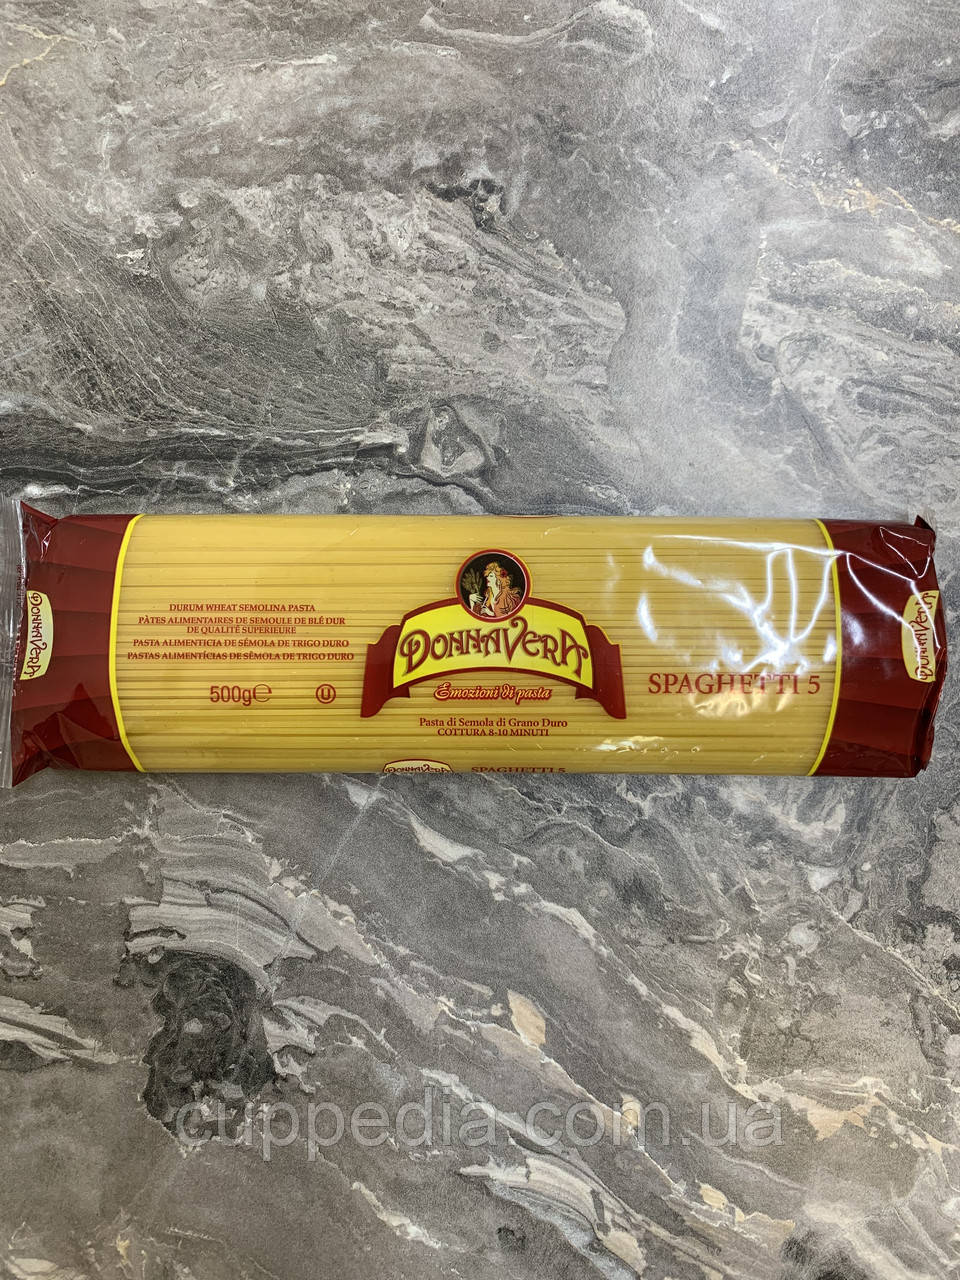 DURUM WHEAT SEMOLINA PASTA
PÂTES ALIMENTAIRES DE SEMOULE DE BLÉ DUR
DE QUALITÉ SUPERIEURE
PASTA ALIMENTICIA DE SÉMOLA DE TRIGO DURO
PASTAS ALIMENTÍCIAS DE SÊMOLA DE TRIGO DURO
500g℮
U
DONNAVERA
Emozioni di pasta
Pasta di Semola di Grano Duro
COTTURA 8-10 MINUTI
SPAGHETTI 5
DONNAVERA
DONNAVERA
DONNAVERA
SPAGHETTI 5
cuppedia.com.ua